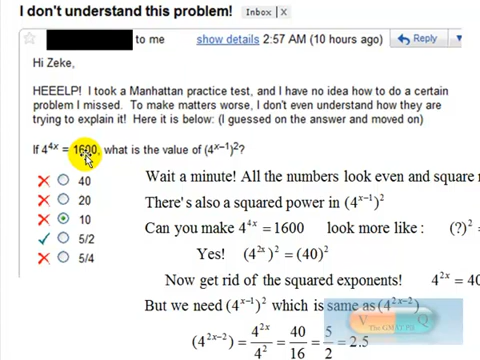 I don't understand this problem! Inbox | X
to me show details 2:57 AM (10 hours ago) Reply
Hi Zeke,
HEEELP! I took a Manhattan practice test, and I have no idea how to do a certain
problem I missed. To make matters worse, I don't even understand how they are
trying to explain it! Here it is below: (I guessed on the answer and moved on)
If 4^{4x} = 1600, what is the value of (4^{x–1})^2?
40
20
10
5/2
5/4
Wait a minute! All the numbers look even and square
There's also a squared power in (4^{x-1})^2
Can you make 4^{4x} = 1600 look more like: (?)^2 =
Yes! (4^{2x})^2 = (40)^2
Now get rid of the squared exponents! 4^{2x} = 40
But we need (4^{x-1})^2 which is same as (4^{2x-2})
(4^{2x-2}) = 4^{2x}/4^2 = 40/16 = 5/2 = 2.5
V Q